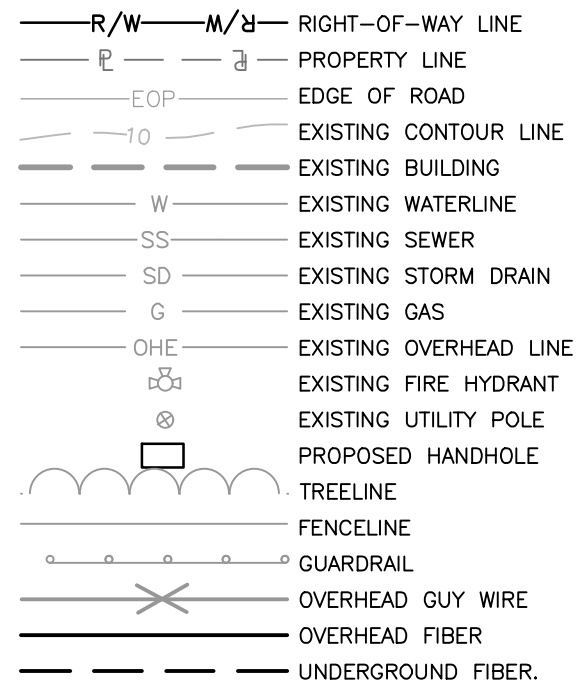 R/W R/W RIGHT-OF-WAY LINE
PL PL PROPERTY LINE
EOP EDGE OF ROAD
10 EXISTING CONTOUR LINE
EXISTING BUILDING
W EXISTING WATERLINE
SS EXISTING SEWER
SD EXISTING STORM DRAIN
G EXISTING GAS
OHE EXISTING OVERHEAD LINE
EXISTING FIRE HYDRANT
EXISTING UTILITY POLE
PROPOSED HANDHOLE
TREELINE
FENCELINE
GUARDRAIL
OVERHEAD GUY WIRE
OVERHEAD FIBER
UNDERGROUND FIBER.